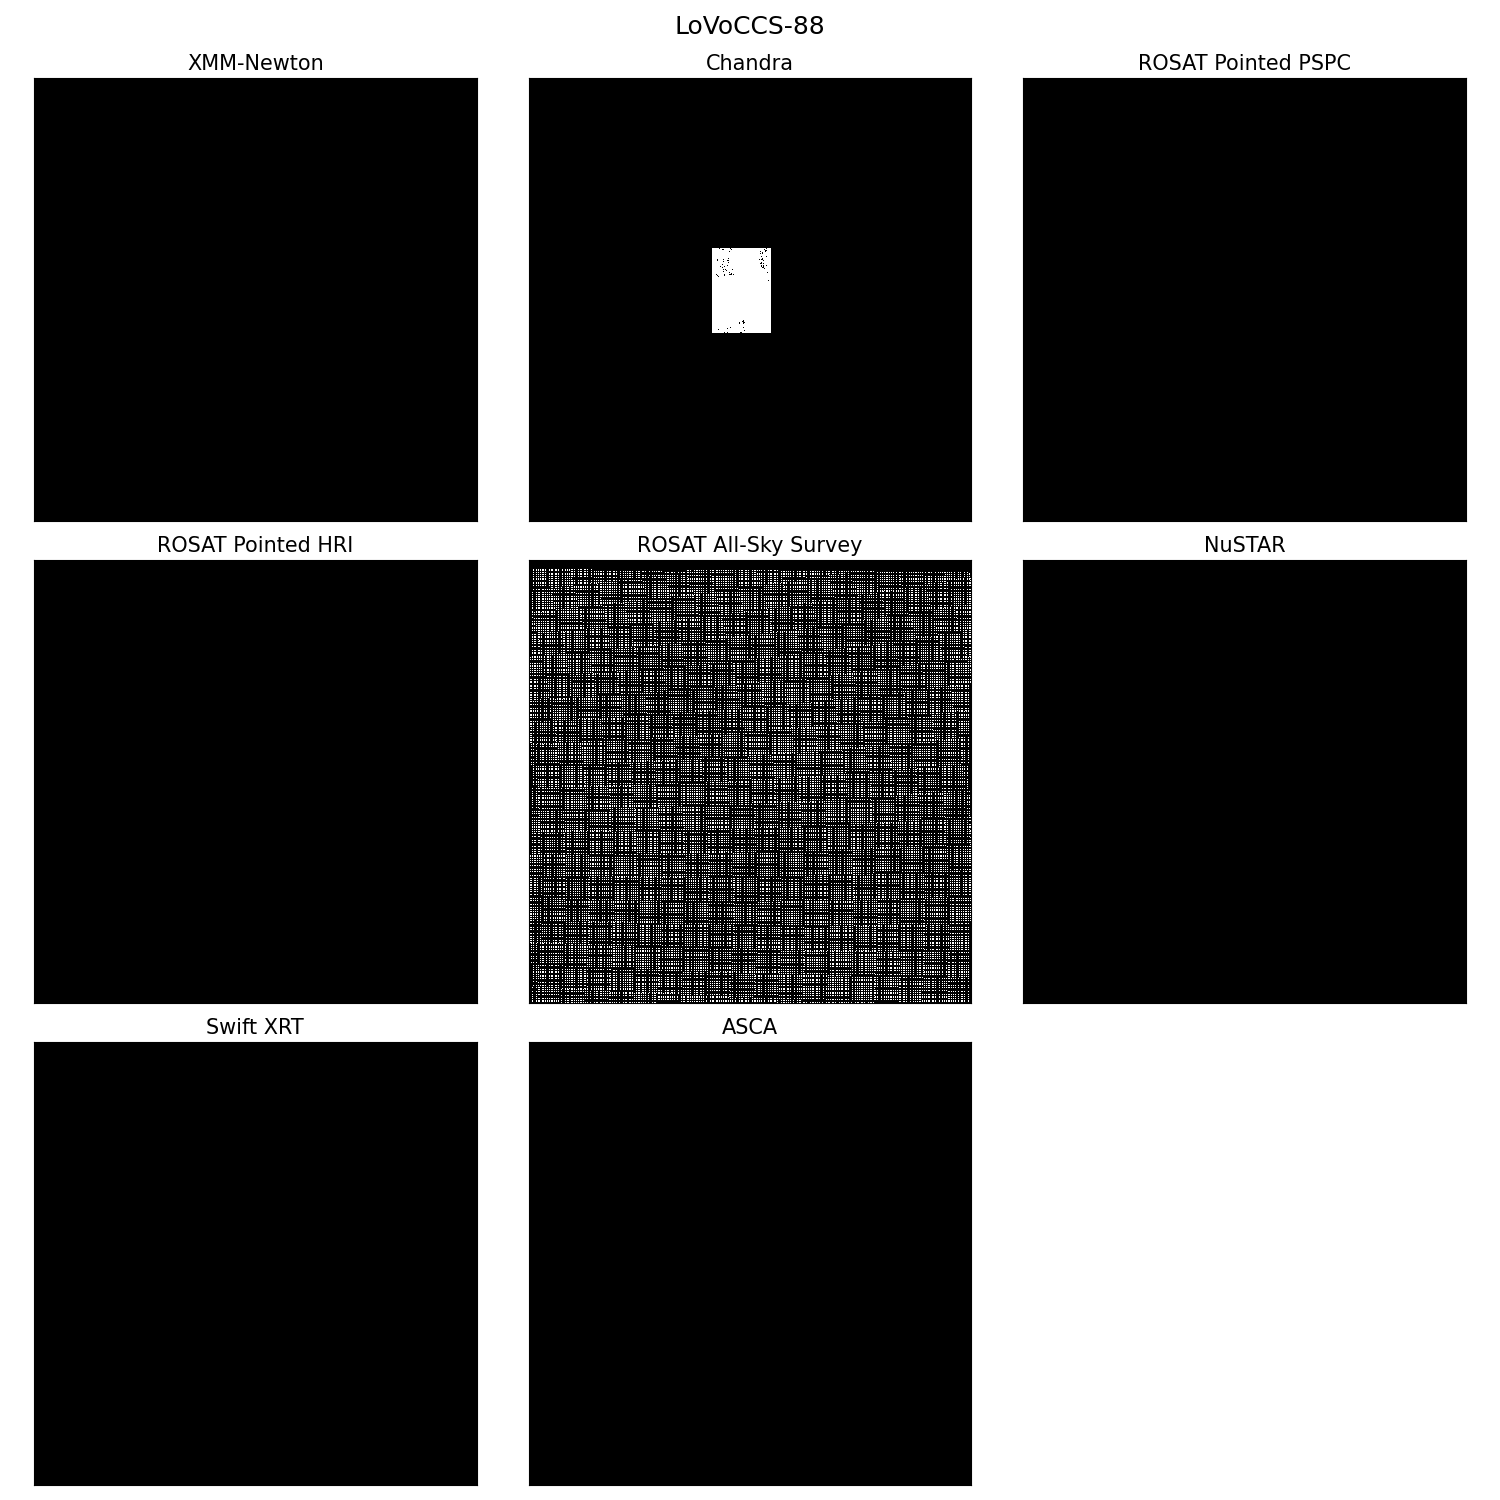 LoVoCCS-88
XMM-Newton
Chandra
ROSAT Pointed PSPC
ROSAT Pointed HRI
ROSAT All-Sky Survey
NuSTAR
Swift XRT
ASCA